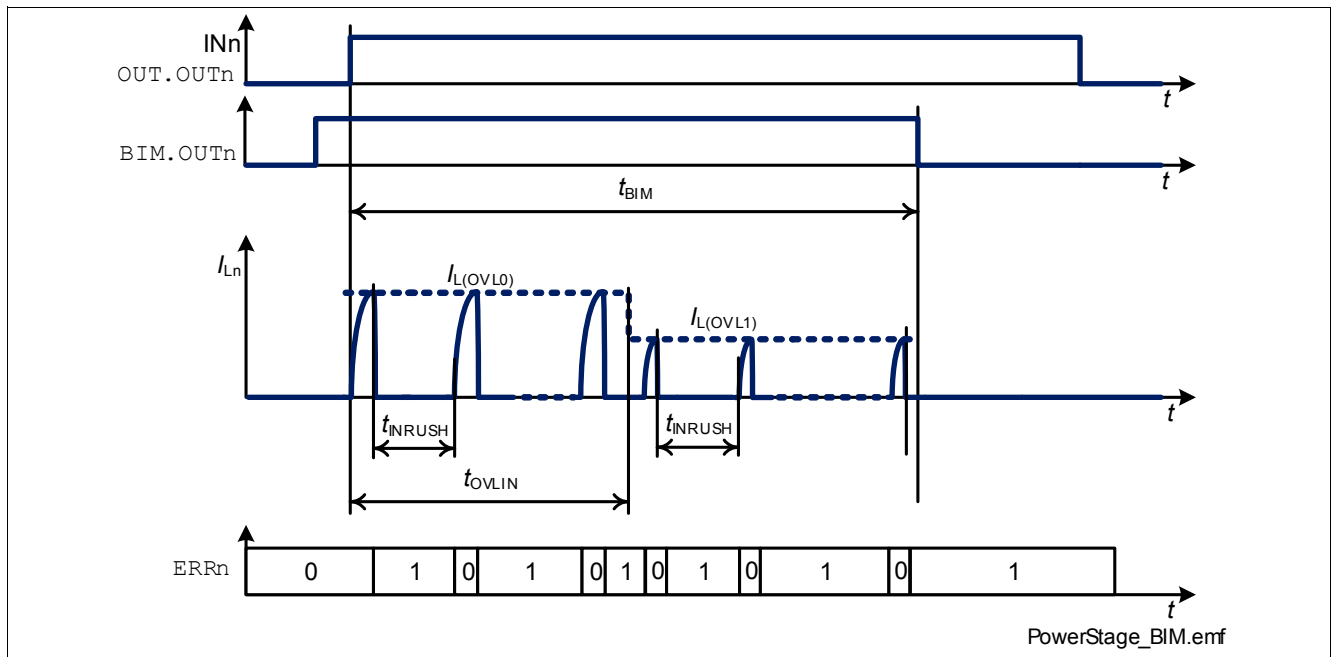 INn
OUT.OUTn
t
BIM.OUTn
t
tBIM
ILn
IL(OVL0)
IL(OVL1)
t
tINRUSH
tINRUSH
tOVLIN
ERRn
0 1 0 1 0 1 0 1 0 1 0 1
t
PowerStage_BIM.emf